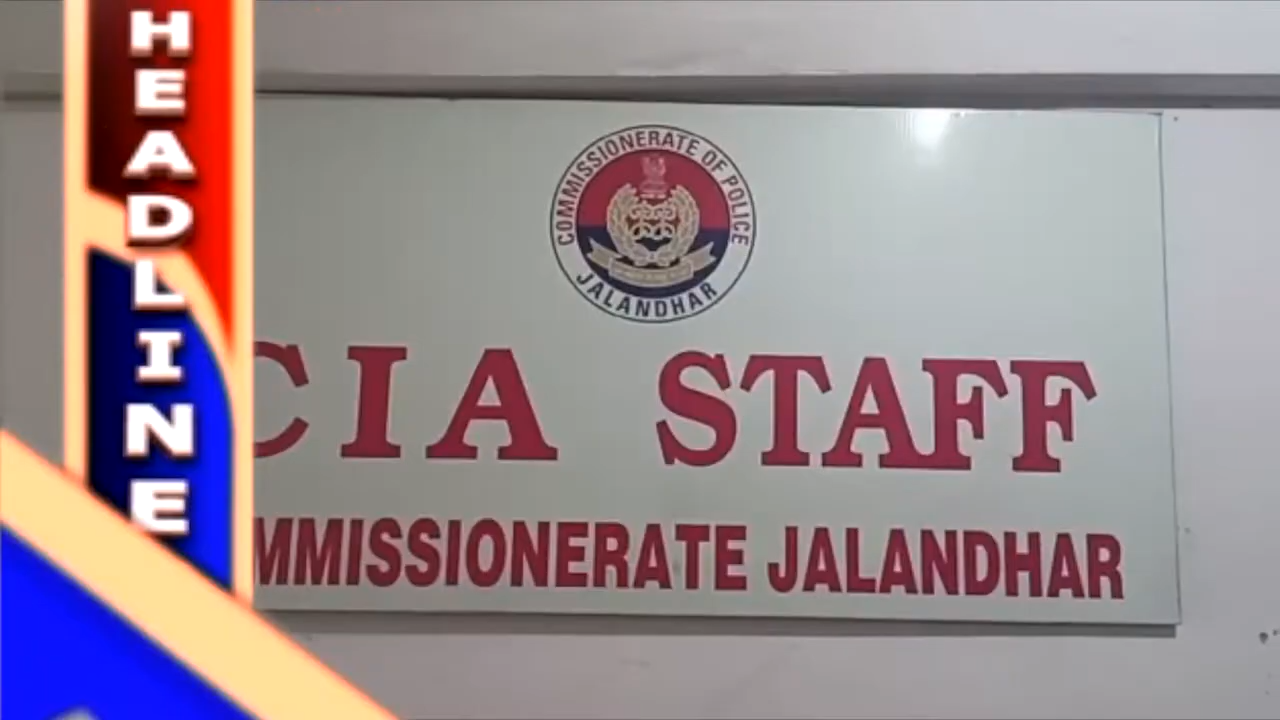 HEADLINE
COMMISSIONERATE OF POLICE
JALANDHAR
CIA STAFF
MMISSIONERATE JALANDHAR